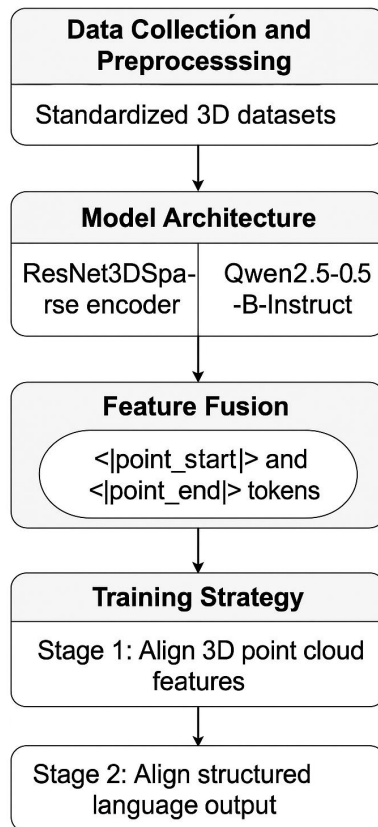 Data Collectión and
Preprocesssing
Standardized 3D datasets
Model Architecture
ResNet3DSpa-
rse encoder
Qwen2.5-0.5
-B-Instruct
Feature Fusion
<|point_start|> and
<|point_end|> tokens
Training Strategy
Stage 1: Align 3D point cloud
features
Stage 2: Align structured
language output